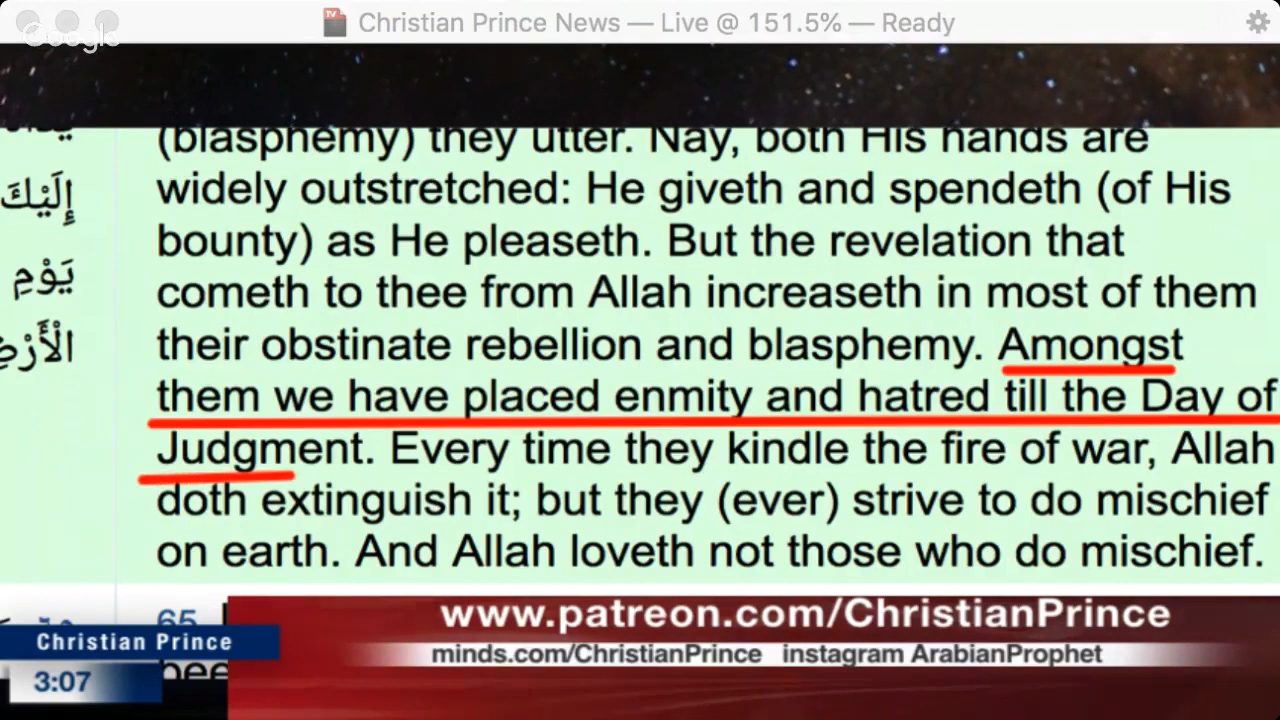 Christian Prince News — Live @ 151.5% — Ready
Google
(blasphemy) they utter. Nay, both His hands are
widely outstretched: He giveth and spendeth (of His
إِلَيْكَ
bounty) as He pleaseth. But the revelation that
يَوْمِ
cometh to thee from Allah increaseth in most of them
their obstinate rebellion and blasphemy. Amongst
them we have placed enmity and hatred till the Day of
Judgment. Every time they kindle the fire of war, Allah
doth extinguish it; but they (ever) strive to do mischief
on earth. And Allah loveth not those who do mischief.
65
www.patreon.com/ChristianPrince
Christian Prince
minds.com/ChristianPrince instagram ArabianProphet
3:07